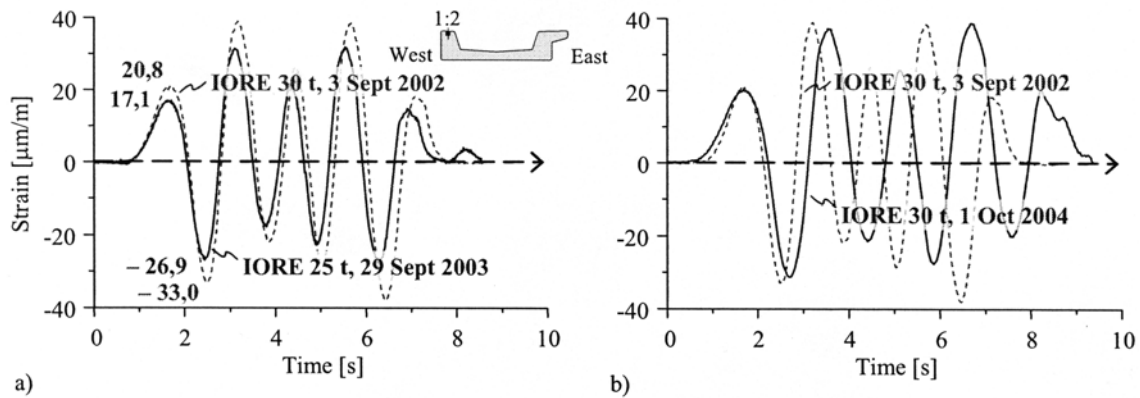 40
20
0
-20
-40
Strain [µm/m]
0
2
4
6
8
10
Time [s]
a)
1:2
West
East
20,8
17,1
IORE 30 t, 3 Sept 2002
IORE 25 t, 29 Sept 2003
– 26,9
– 33,0
40
20
0
-20
-40
0
2
4
6
8
10
Time [s]
b)
IORE 30 t, 3 Sept 2002
IORE 30 t, 1 Oct 2004